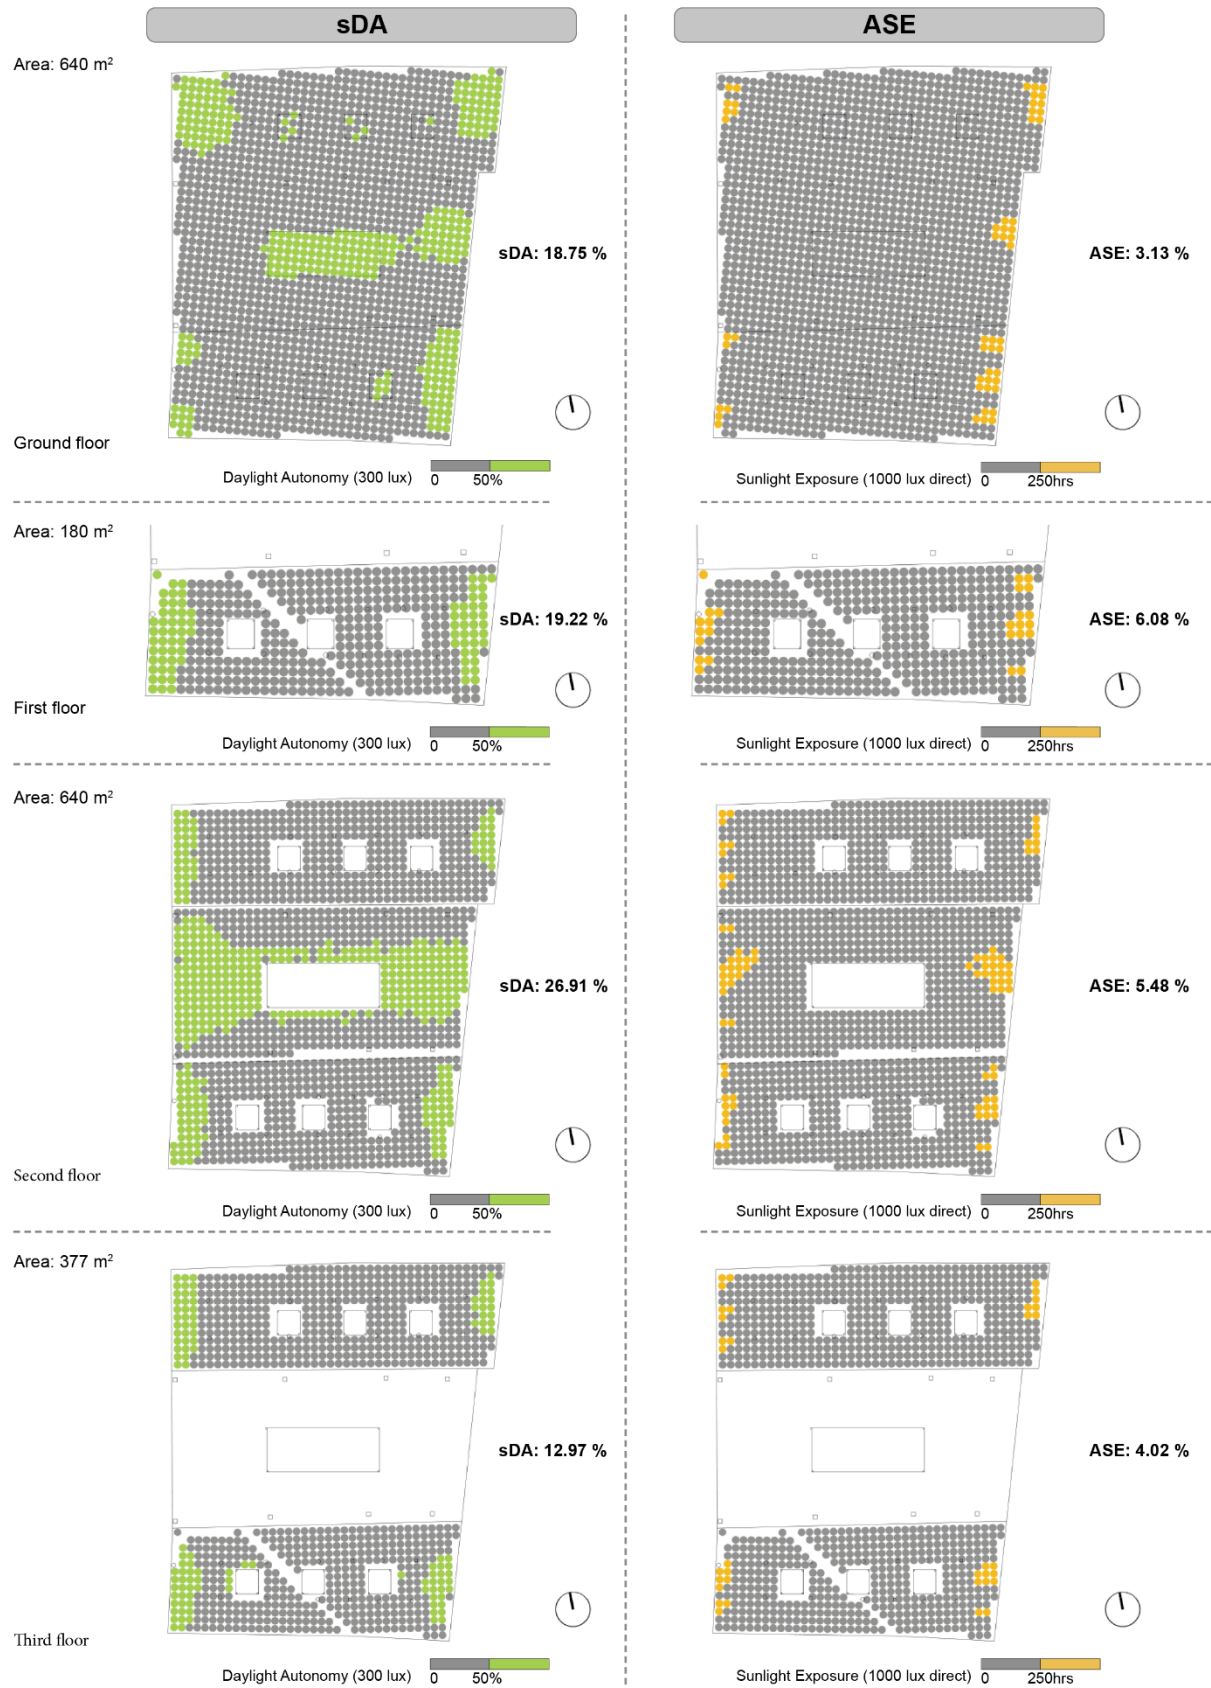 sDA
ASE
Area: 640 m²
sDA: 18.75 %
ASE: 3.13 %
Ground floor
Daylight Autonomy (300 lux)
0 50%
Sunlight Exposure (1000 lux direct)
0 250hrs
Area: 180 m²
sDA: 19.22 %
ASE: 6.08 %
First floor
Daylight Autonomy (300 lux)
0 50%
Sunlight Exposure (1000 lux direct)
0 250hrs
Area: 640 m²
sDA: 26.91 %
ASE: 5.48 %
Second floor
Daylight Autonomy (300 lux)
0 50%
Sunlight Exposure (1000 lux direct)
0 250hrs
Area: 377 m²
sDA: 12.97 %
ASE: 4.02 %
Third floor
Daylight Autonomy (300 lux)
0 50%
Sunlight Exposure (1000 lux direct)
0 250hrs